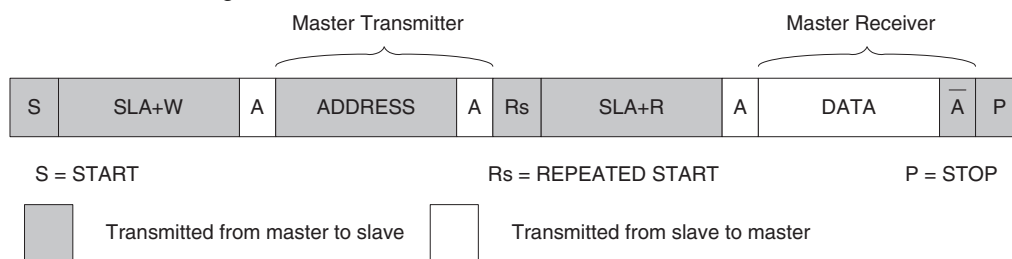 Master Transmitter Master Receiver
S SLA+W A ADDRESS A Rs SLA+R A DATA A̅ P
S = START Rs = REPEATED START P = STOP
Transmitted from master to slave Transmitted from slave to master